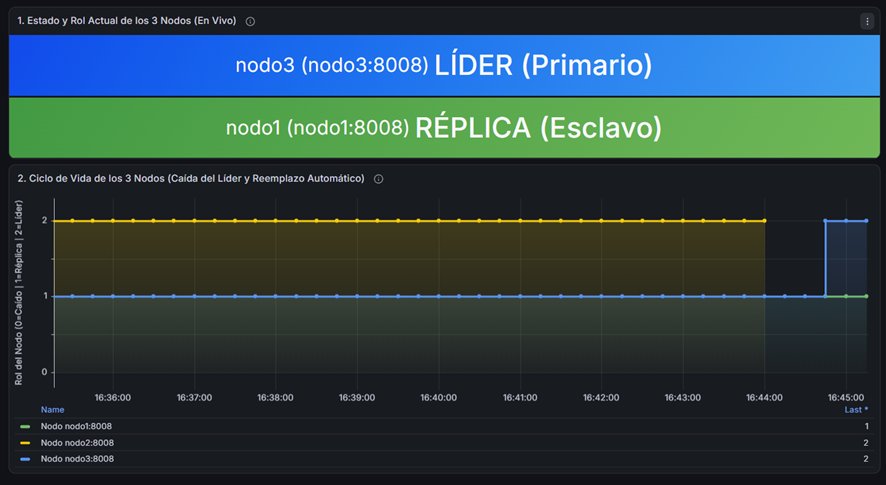 1. Estado y Rol Actual de los 3 Nodos (En Vivo)
nodo3 (nodo3:8008) LÍDER (Primario)
nodo1 (nodo1:8008) RÉPLICA (Esclavo)
2. Ciclo de Vida de los 3 Nodos (Caída del Líder y Reemplazo Automático)
Rol del Nodo (0=Caído | 1=Réplica | 2=Líder)
2
1
0
16:36:00 16:37:00 16:38:00 16:39:00 16:40:00 16:41:00 16:42:00 16:43:00 16:44:00 16:45:00
Name Last *
Nodo nodo1:8008 1
Nodo nodo2:8008 2
Nodo nodo3:8008 2